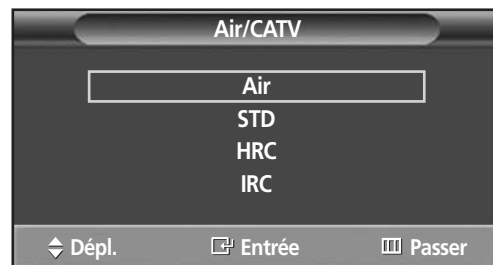 Air/CATV
Air
STD
HRC
IRC
Dépl. Entrée Passer